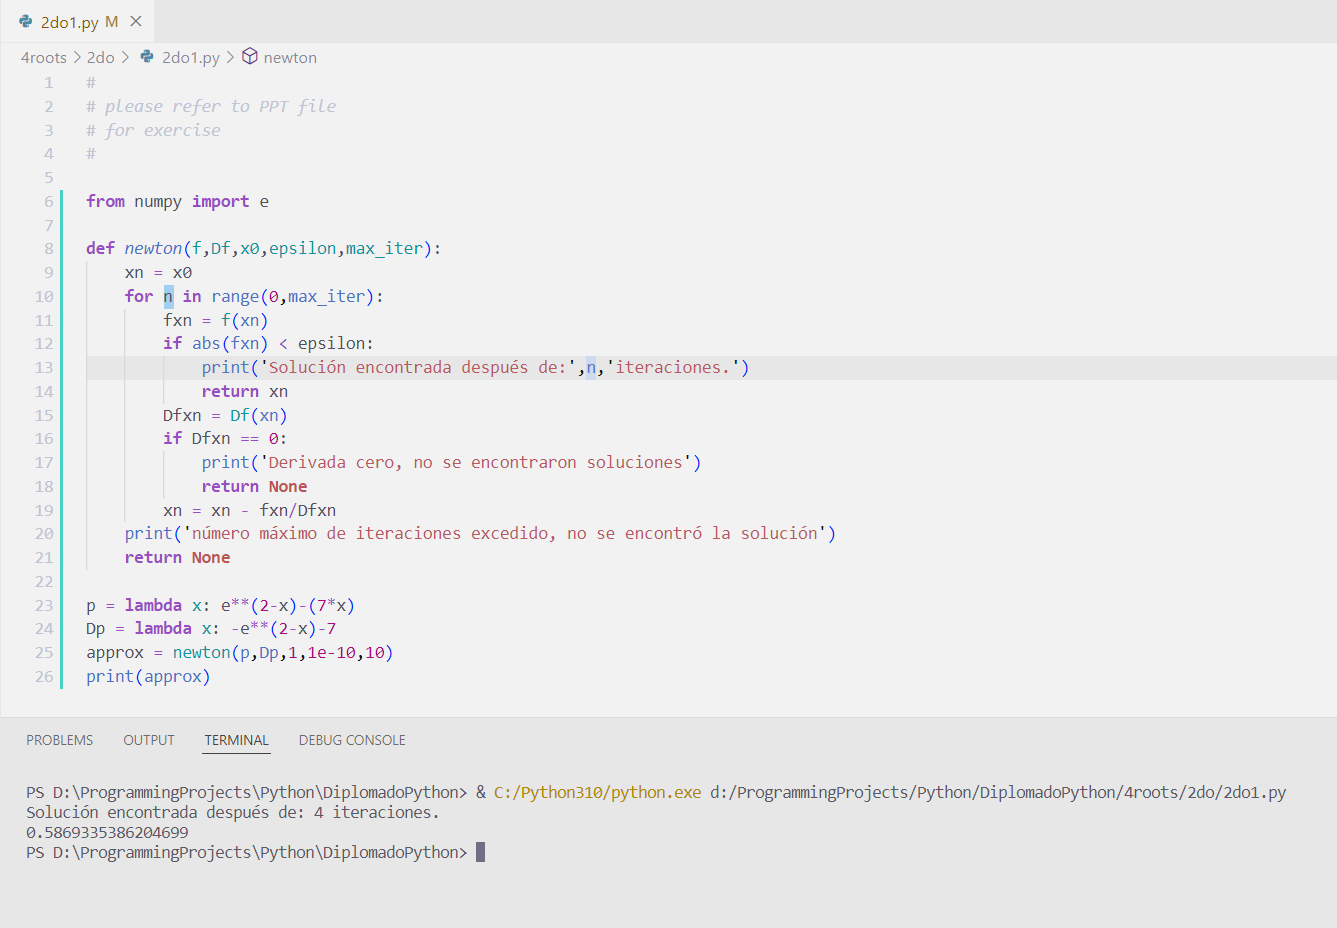 2do1.py M
4roots > 2do > 2do1.py > newton
1 #
2 # please refer to PPT file
3 # for exercise
4 #
5
6 from numpy import e
7
8 def newton(f,Df,x0,epsilon,max_iter):
9 xn = x0
10 for n in range(0,max_iter):
11 fxn = f(xn)
12 if abs(fxn) < epsilon:
13 print('Solución encontrada después de:',n,'iteraciones.')
14 return xn
15 Dfxn = Df(xn)
16 if Dfxn == 0:
17 print('Derivada cero, no se encontraron soluciones')
18 return None
19 xn = xn - fxn/Dfxn
20 print('número máximo de iteraciones excedido, no se encontró la solución')
21 return None
22
23 p = lambda x: e**(2-x)-(7*x)
24 Dp = lambda x: -e**(2-x)-7
25 approx = newton(p,Dp,1,1e-10,10)
26 print(approx)
PROBLEMS OUTPUT TERMINAL DEBUG CONSOLE
PS D:\ProgrammingProjects\Python\DiplomadoPython> & C:/Python310/python.exe d:/ProgrammingProjects/Python/DiplomadoPython/4roots/2do/2do1.py
Solución encontrada después de: 4 iteraciones.
0.5869335386204699
PS D:\ProgrammingProjects\Python\DiplomadoPython>